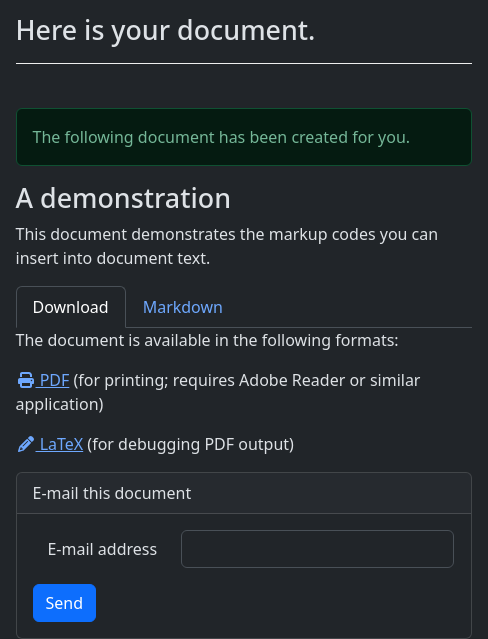 Here is your document.
The following document has been created for you.
A demonstration
This document demonstrates the markup codes you can
insert into document text.
Download Markdown
The document is available in the following formats:
PDF (for printing; requires Adobe Reader or similar
application)
LaTeX (for debugging PDF output)
E-mail this document
E-mail address
Send